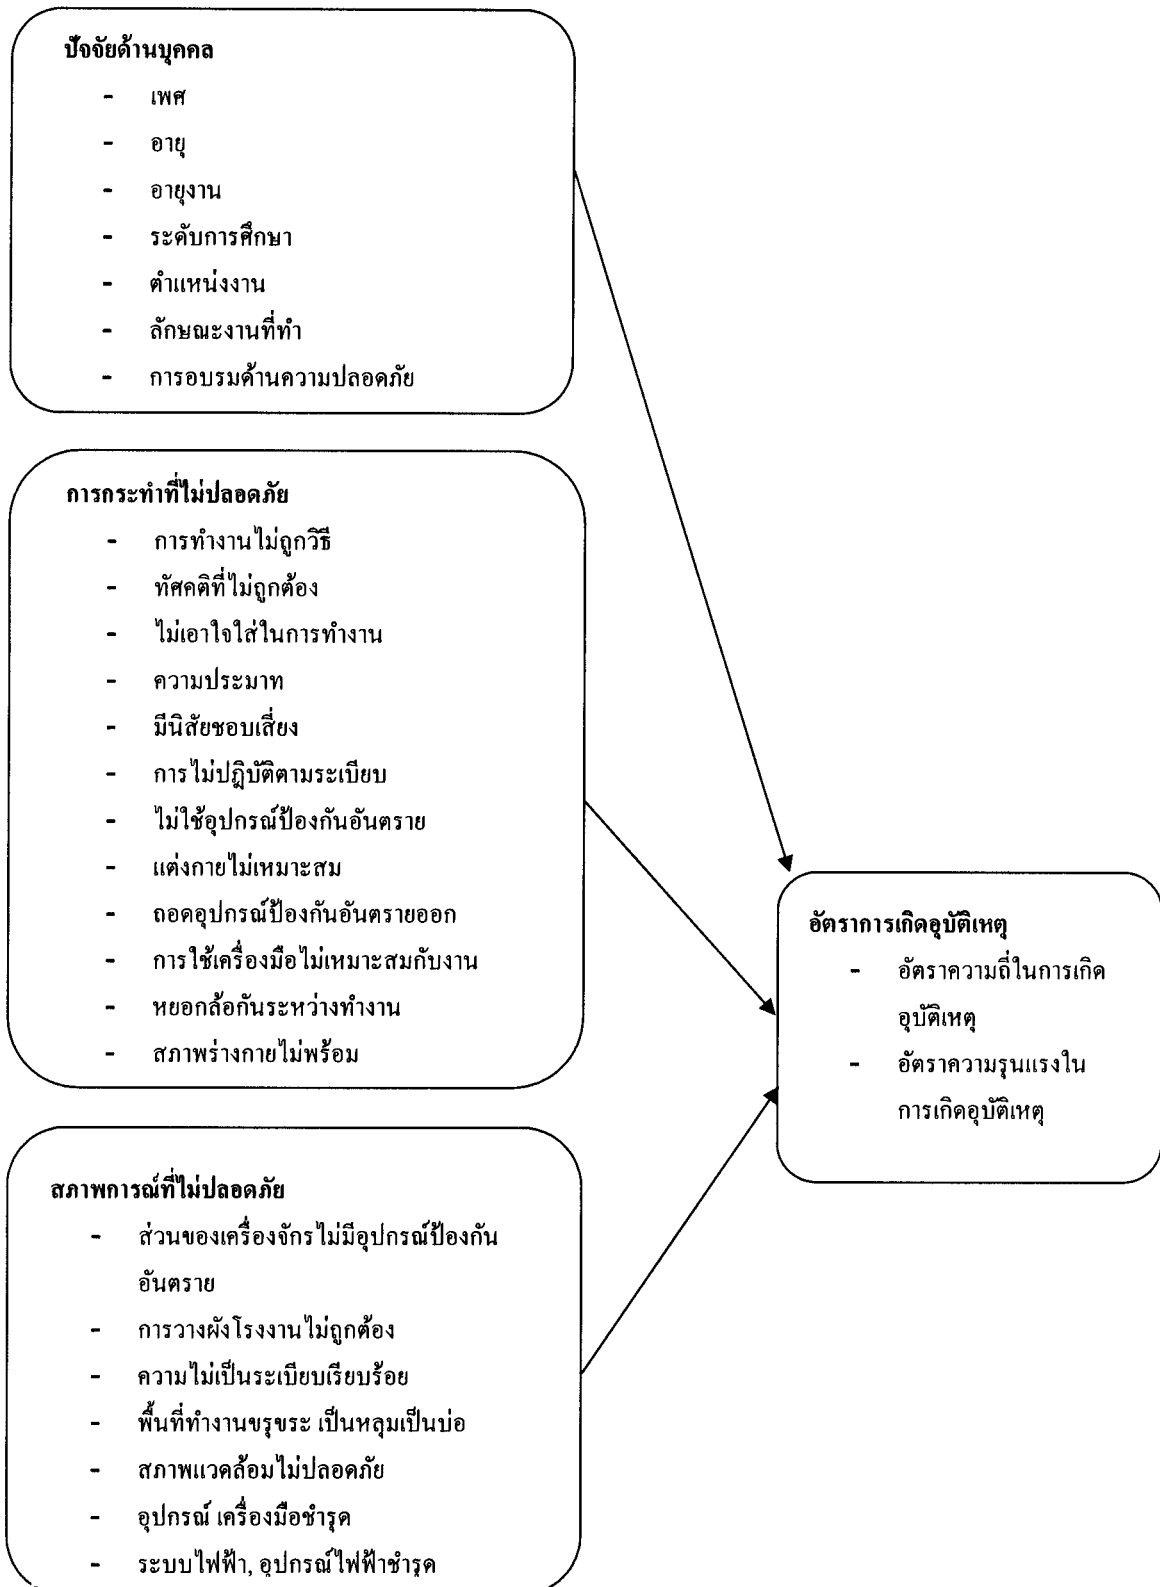 ปัจจัยด้านบุคคล
- เพศ
- อายุ
- อายุงาน
- ระดับการศึกษา
- ตำแหน่งงาน
- ลักษณะงานที่ทำ
- การอบรมด้านความปลอดภัย
การกระทำที่ไม่ปลอดภัย
- การทำงานไม่ถูกวิธี
- ทัศคติที่ไม่ถูกต้อง
- ไม่เอาใจใส่ในการทำงาน
- ความประมาท
- มีนิสัยชอบเสี่ยง
- การไม่ปฎิบัติตามระเบียบ
- ไม่ใช้อุปกรณ์ป้องกันอันตราย
- แต่งกายไม่เหมาะสม
- ถอดอุปกรณ์ป้องกันอันตรายออก
- การใช้เครื่องมือไม่เหมาะสมกับงาน
- หยอกล้อกันระหว่างทำงาน
- สภาพร่างกายไม่พร้อม
สภาพการณ์ที่ไม่ปลอดภัย
- ส่วนของเครื่องจักรไม่มีอุปกรณ์ป้องกัน
อันตราย
- การวางผังโรงงานไม่ถูกต้อง
- ความไม่เป็นระเบียบเรียบร้อย
- พื้นที่ทำงานขรุขระ เป็นหลุมเป็นบ่อ
- สภาพแวดล้อมไม่ปลอดภัย
- อุปกรณ์ เครื่องมือชำรุด
- ระบบไฟฟ้า, อุปกรณ์ไฟฟ้าชำรุด
อัตราการเกิดอุบัติเหตุ
- อัตราความถี่ในการเกิด
อุบัติเหตุ
- อัตราความรุนแรงใน
การเกิดอุบัติเหตุ